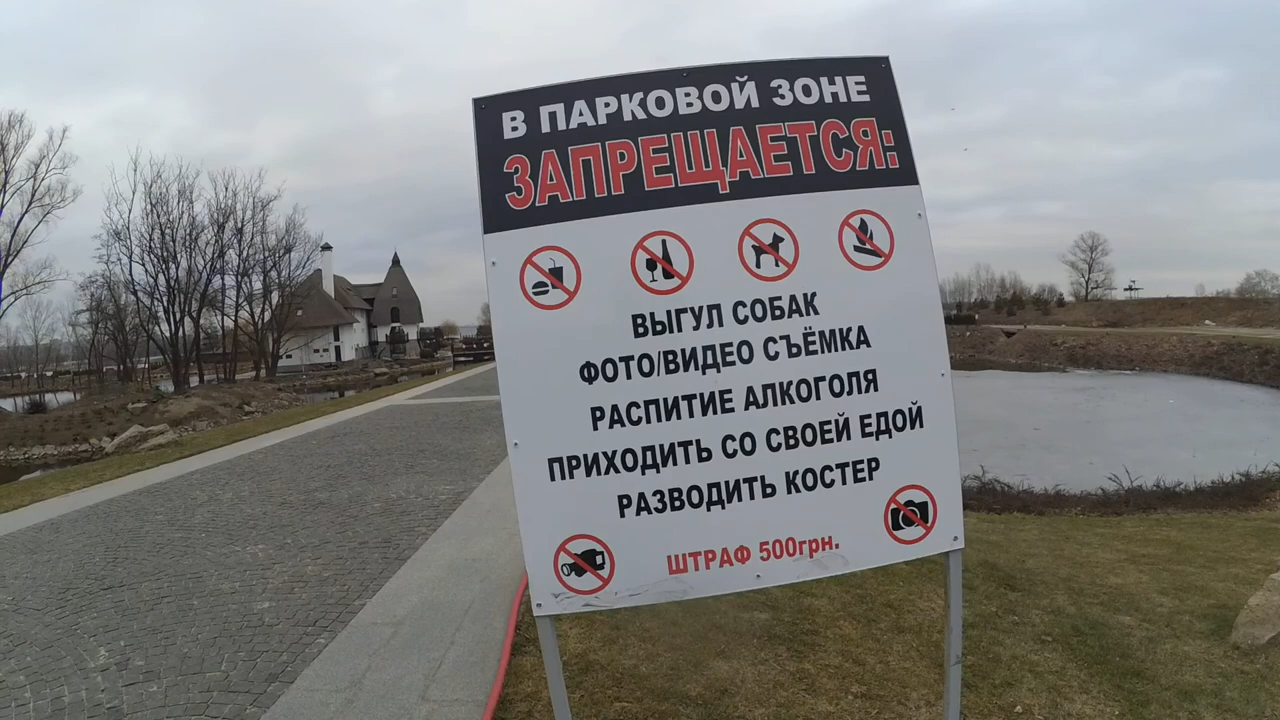 В ПАРКОВОЙ ЗОНЕ
ЗАПРЕЩАЕТСЯ:
ВЫГУЛ СОБАК
ФОТО/ВИДЕО СЪЁМКА
РАСПИТИЕ АЛКОГОЛЯ
ПРИХОДИТЬ СО СВОЕЙ ЕДОЙ
РАЗВОДИТЬ КОСТЕР
ШТРАФ 500грн.